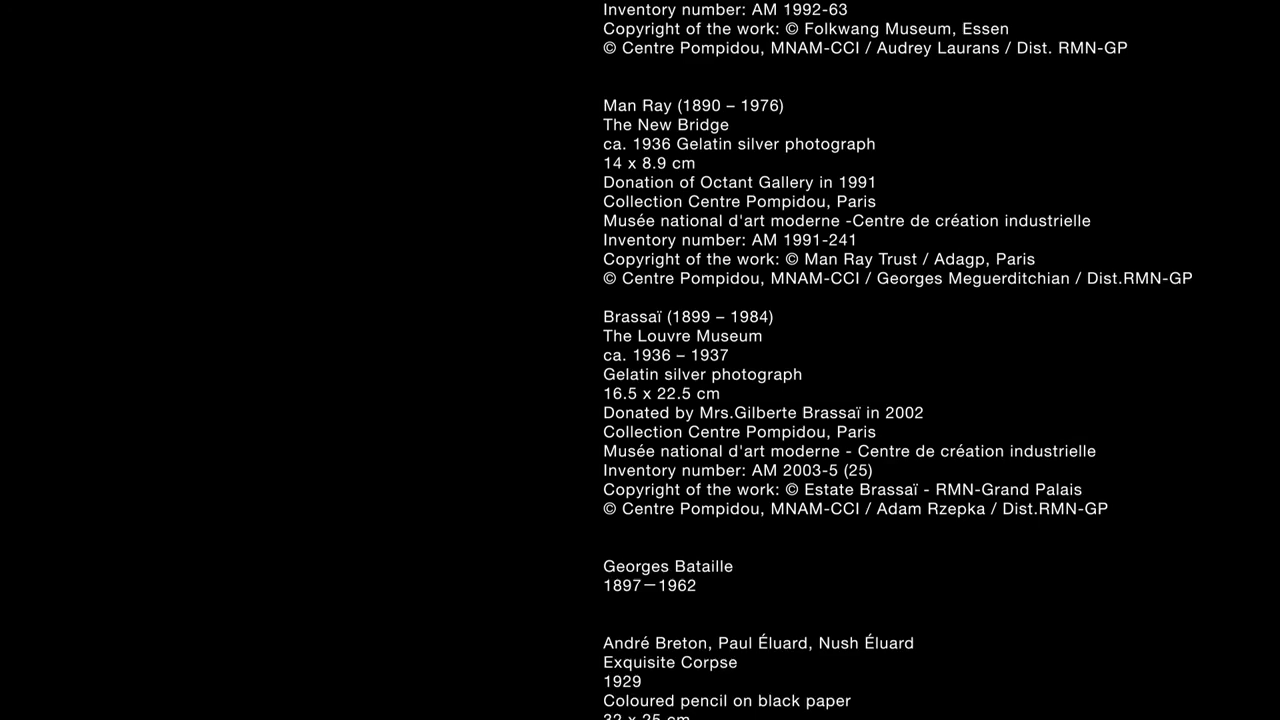 Inventory number: AM 1992-63
Copyright of the work: © Folkwang Museum, Essen
© Centre Pompidou, MNAM-CCI / Audrey Laurans / Dist. RMN-GP
Man Ray (1890 – 1976)
The New Bridge
ca. 1936 Gelatin silver photograph
14 x 8.9 cm
Donation of Octant Gallery in 1991
Collection Centre Pompidou, Paris
Musée national d'art moderne -Centre de création industrielle
Inventory number: AM 1991-241
Copyright of the work: © Man Ray Trust / Adagp, Paris
© Centre Pompidou, MNAM-CCI / Georges Meguerditchian / Dist.RMN-GP
Brassaï (1899 – 1984)
The Louvre Museum
ca. 1936 – 1937
Gelatin silver photograph
16.5 x 22.5 cm
Donated by Mrs.Gilberte Brassaï in 2002
Collection Centre Pompidou, Paris
Musée national d'art moderne - Centre de création industrielle
Inventory number: AM 2003-5 (25)
Copyright of the work: © Estate Brassaï - RMN-Grand Palais
© Centre Pompidou, MNAM-CCI / Adam Rzepka / Dist.RMN-GP
Georges Bataille
1897—1962
André Breton, Paul Éluard, Nush Éluard
Exquisite Corpse
1929
Coloured pencil on black paper
32 x 25 cm